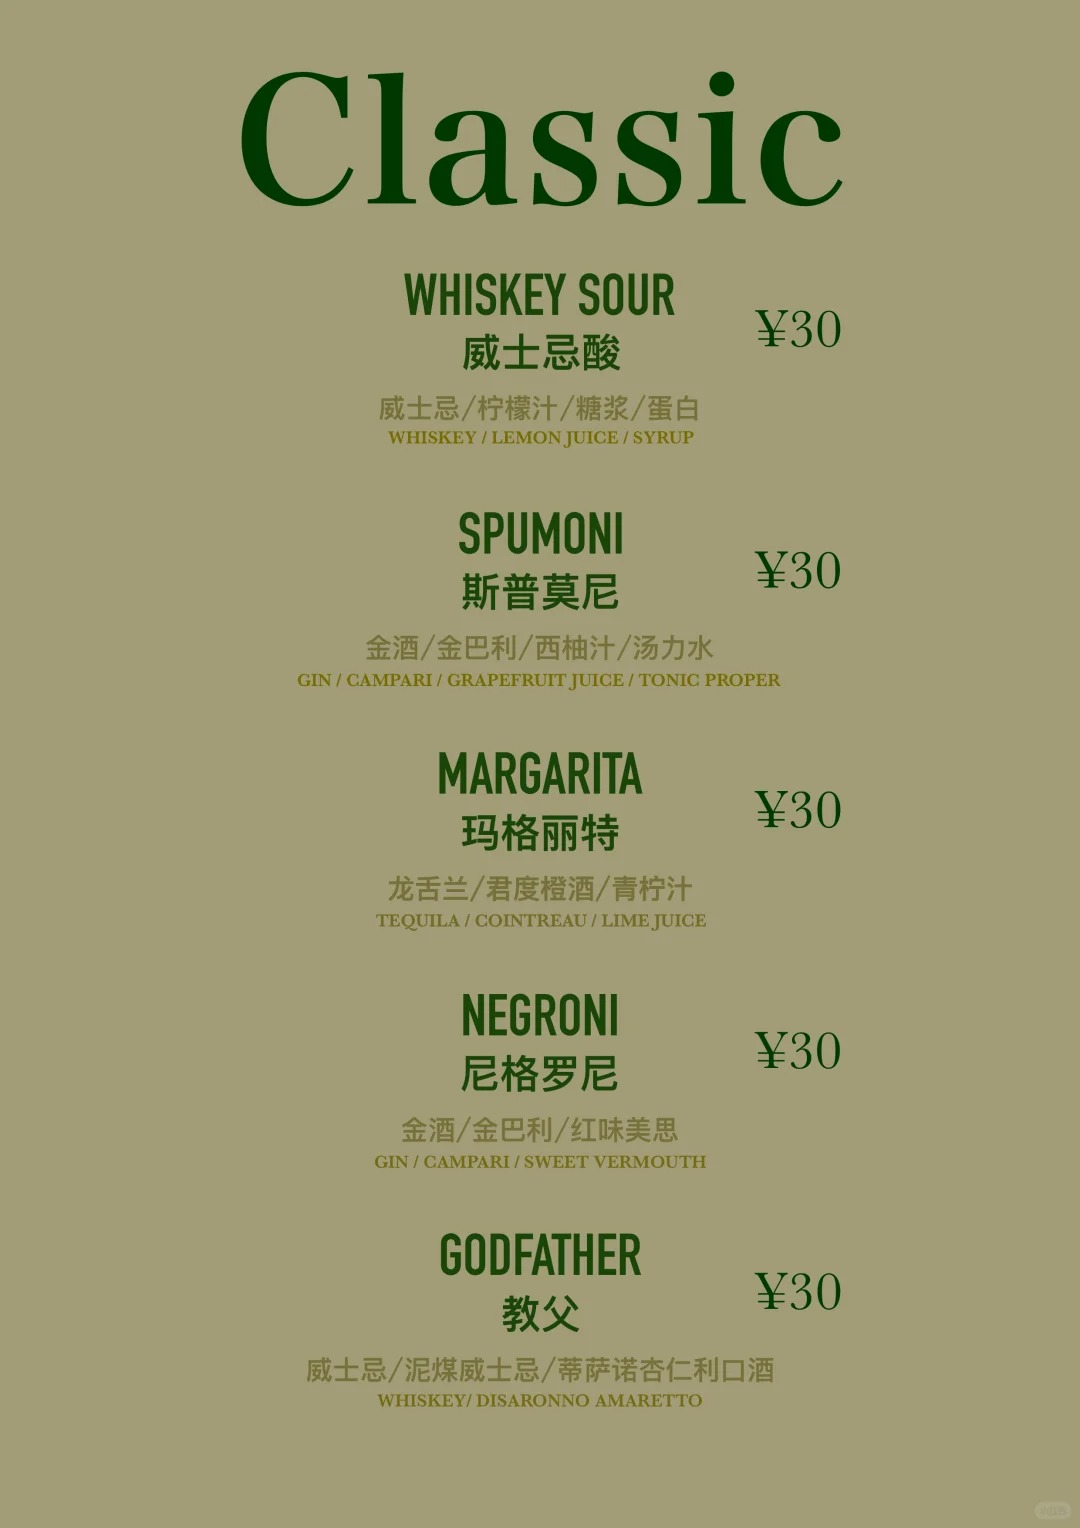 Classic
WHISKEY SOUR
¥30
威士忌酸
威士忌/柠檬汁/糖浆/蛋白
WHISKEY / LEMON JUICE / SYRUP
SPUMONI
¥30
斯普莫尼
金酒/金巴利/西柚汁/汤力水
GIN / CAMPARI / GRAPEFRUIT JUICE / TONIC PROPER
MARGARITA
¥30
玛格丽特
龙舌兰/君度橙酒/青柠汁
TEQUILA / COINTREAU / LIME JUICE
NEGRONI
¥30
尼格罗尼
金酒/金巴利/红味美思
GIN / CAMPARI / SWEET VERMOUTH
GODFATHER
¥30
教父
威士忌/泥煤威士忌/蒂萨诺杏仁利口酒
WHISKEY/ DISARONNO AMARETTO